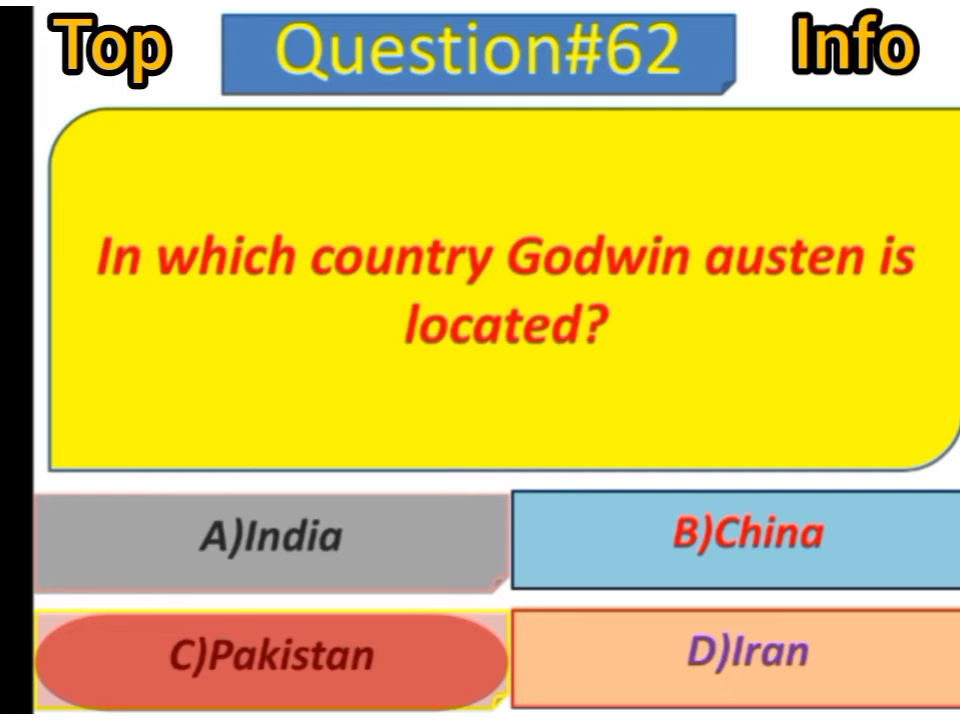 Top
Question#62
Info
In which country Godwin austen is
located?
A)India
B)China
C)Pakistan
D)Iran